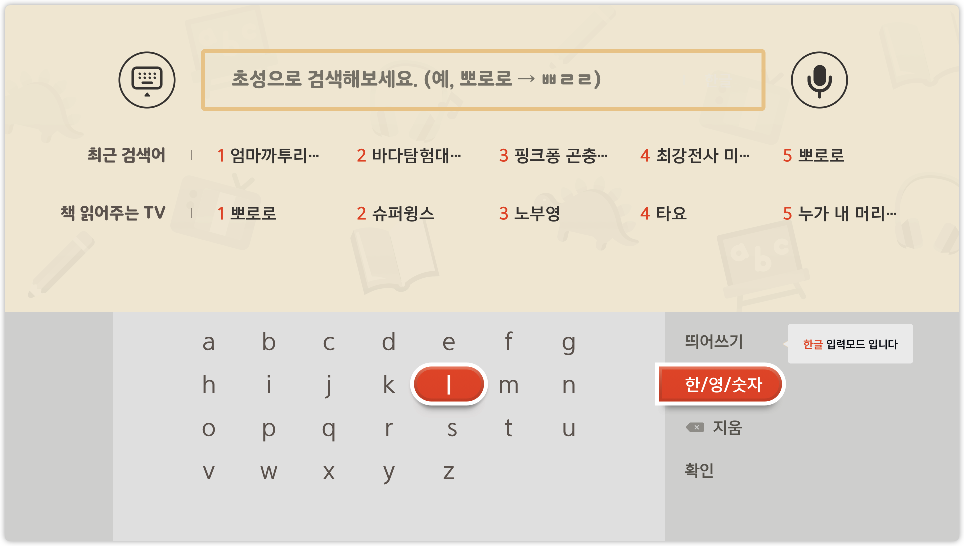 초성으로 검색해보세요. (예, 뽀로로 → ㅃㄹㄹ)
최근 검색어 | 1 엄마까투리… 2 바다탐험대… 3 핑크퐁 곤충… 4 최강전사 미… 5 뽀로로
책 읽어주는 TV | 1 뽀로로 2 슈퍼윙스 3 노부영 4 타요 5 누가 내 머리…
abc
a b c d e f g 띄어쓰기 한글 입력모드 입니다
h i j k l m n 한/영/숫자
o p q r s t u 지움
v w x y z 확인